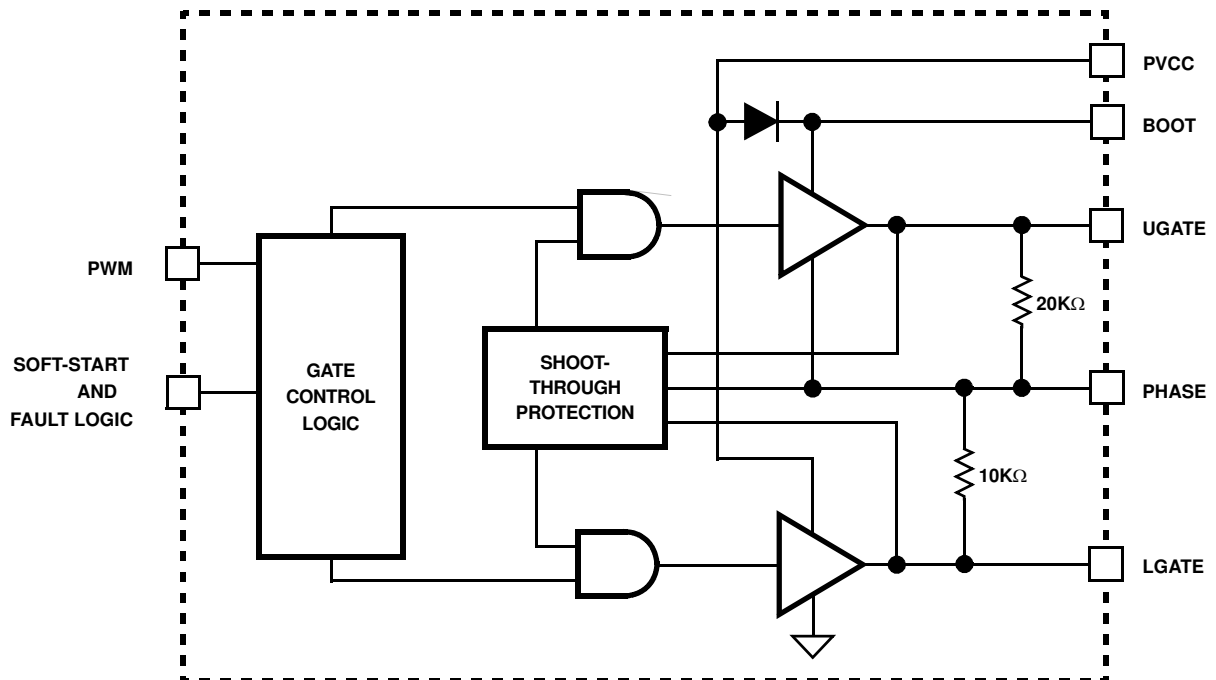 PVCC
BOOT
UGATE
PWM
20KΩ
SOFT-START
AND
FAULT LOGIC
GATE
CONTROL
LOGIC
SHOOT-
THROUGH
PROTECTION
PHASE
10KΩ
LGATE